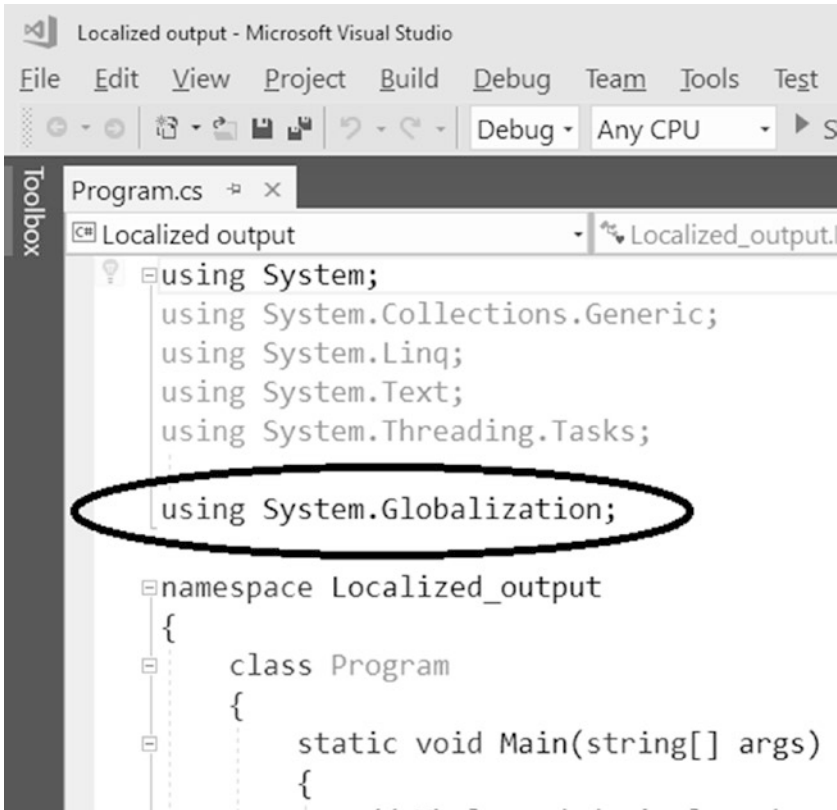 Localized output - Microsoft Visual Studio
File Edit View Project Build Debug Team Tools Test
Debug Any CPU S
Toolbox
Program.cs
C# Localized output Localized_output.
using System;
using System.Collections.Generic;
using System.Linq;
using System.Text;
using System.Threading.Tasks;
using System.Globalization;
namespace Localized_output
{
class Program
{
static void Main(string[] args)
{